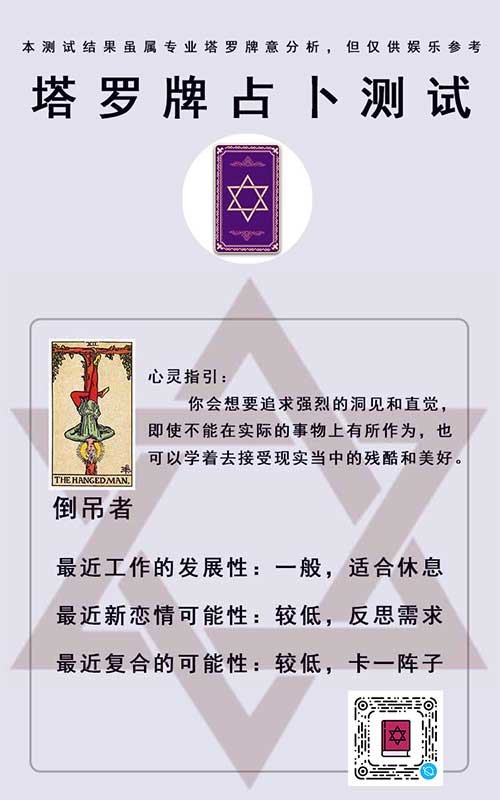 本测试结果虽属专业塔罗牌意分析，但仅供娱乐参考
塔罗牌占卜测试
XII.
THE HANGED MAN.
心灵指引：
你会想要追求强烈的洞见和直觉，
即使不能在实际的事物上有所作为，也
可以学着去接受现实当中的残酷和美好。
倒吊者
最近工作的发展性：一般，适合休息
最近新恋情可能性：较低，反思需求
最近复合的可能性：较低，卡一阵子